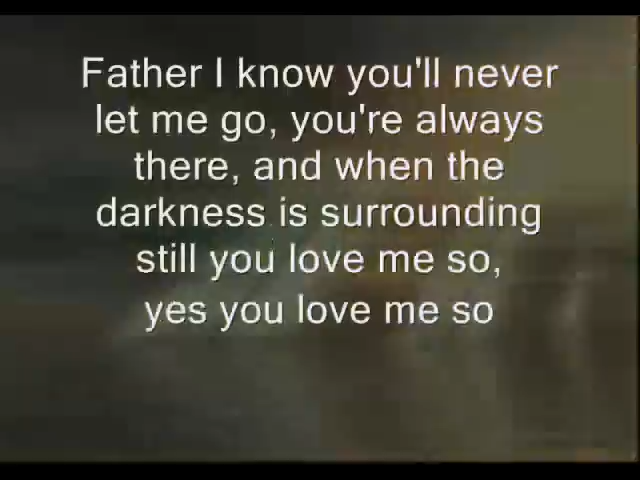 Father I know you'll never
let me go, you're always
there, and when the
darkness is surrounding
still you love me so,
yes you love me so